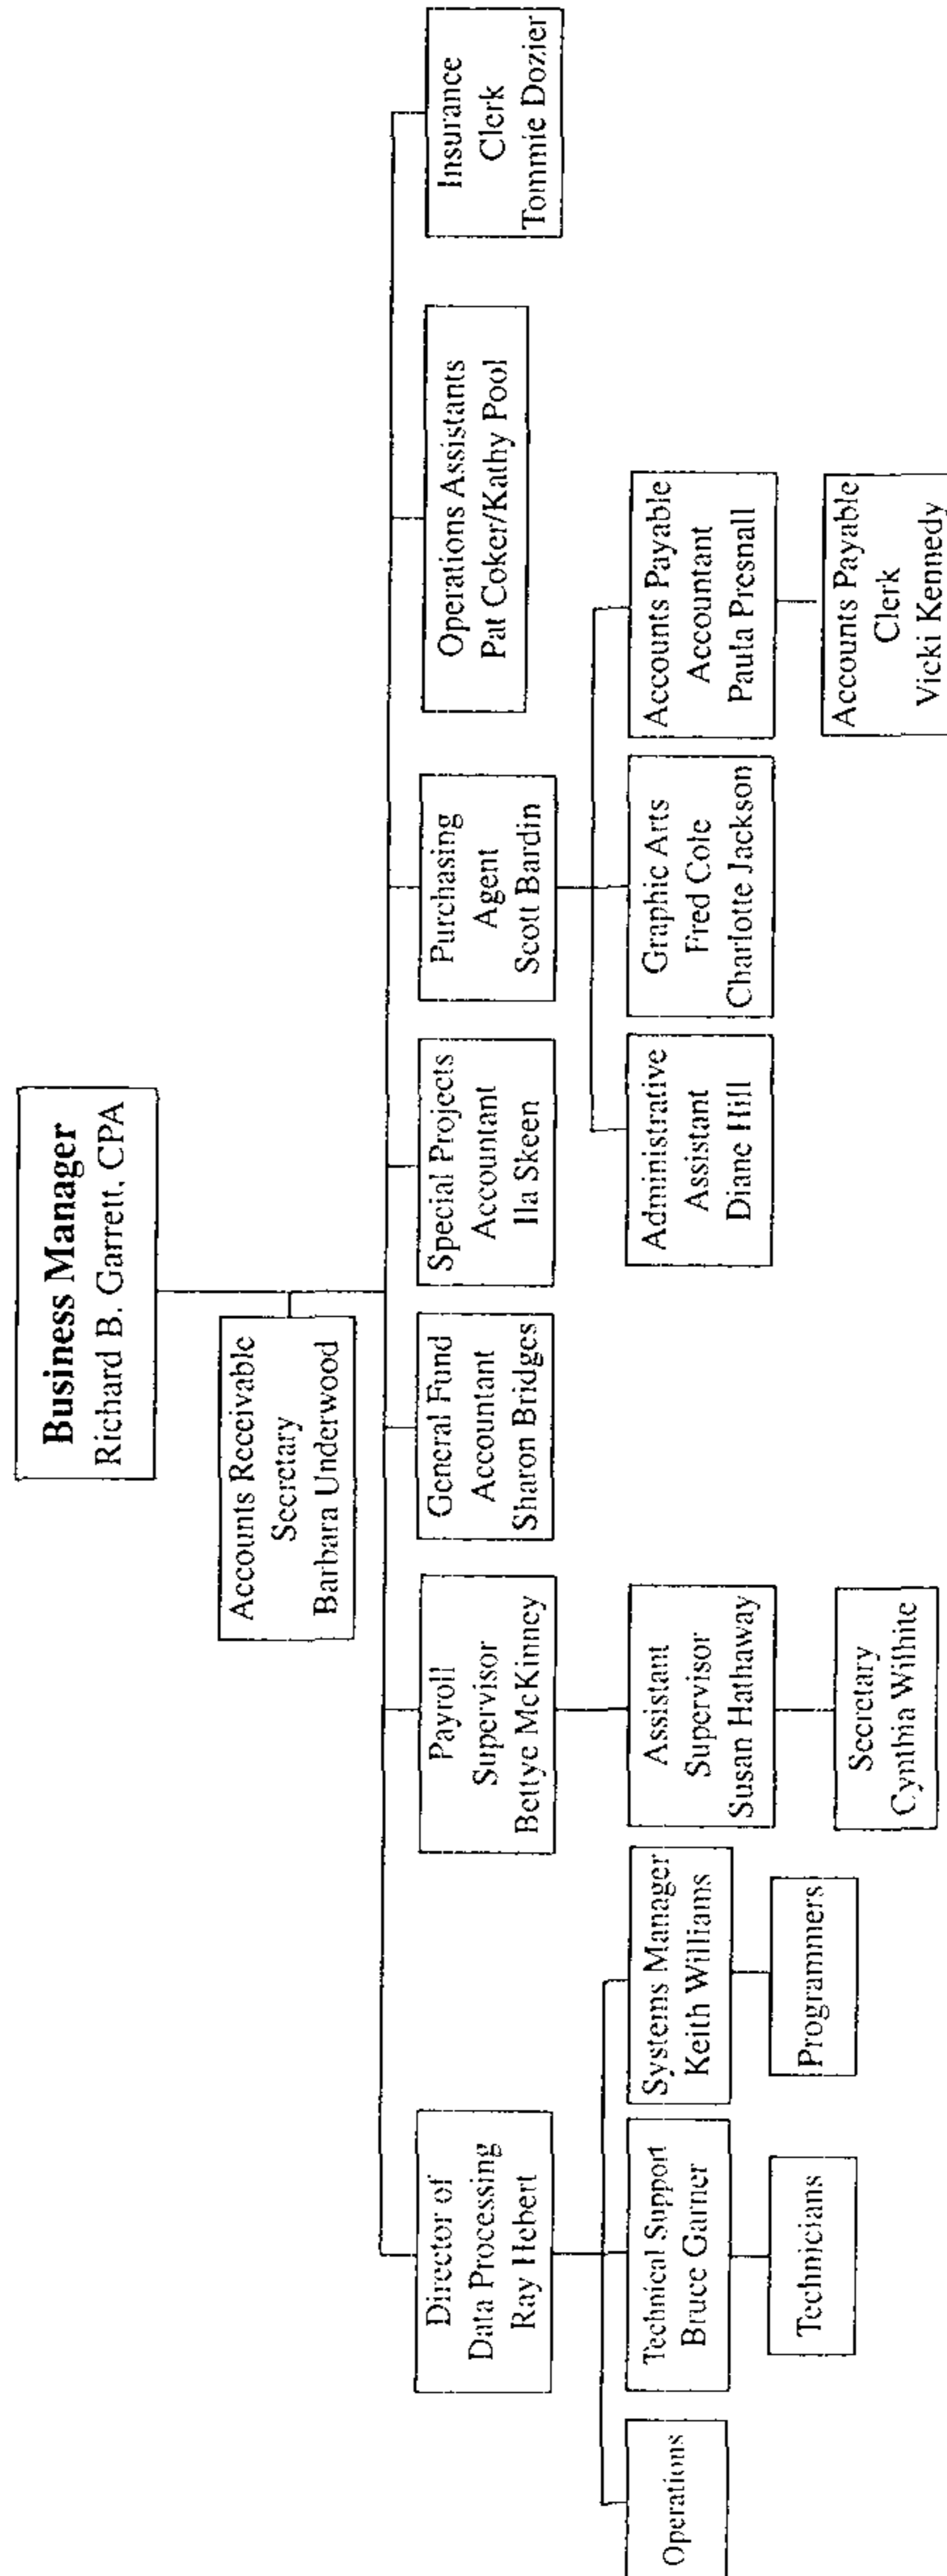 Business Manager
Richard B. Garrett, CPA
Accounts Receivable
Secretary
Barbara Underwood
Director of
Data Processing
Ray Hebert
Payroll
Supervisor
Bettye McKinney
General Fund
Accountant
Sharon Bridges
Special Projects
Accountant
Ila Skeen
Purchasing
Agent
Scott Bardin
Operations Assistants
Pat Coker/Kathy Pool
Insurance
Clerk
Tommie Dozier
Operations
Technical Support
Bruce Garner
Systems Manager
Keith Williams
Assistant
Supervisor
Susan Hathaway
Administrative
Assistant
Diane Hill
Graphic Arts
Fred Cole
Charlotte Jackson
Accounts Payable
Accountant
Paula Presnall
Technicians
Programmers
Secretary
Cynthia Wilhite
Accounts Payable
Clerk
Vicki Kennedy